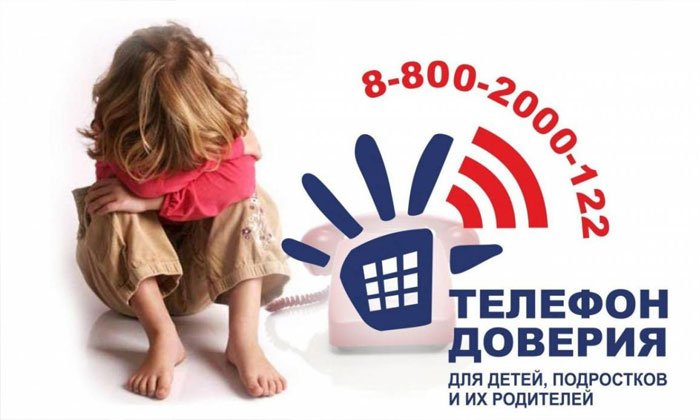 8-800-2000-122
ТЕЛЕФОН
ДОВЕРИЯ
ДЛЯ ДЕТЕЙ, ПОДРОСТКОВ
И ИХ РОДИТЕЛЕЙ